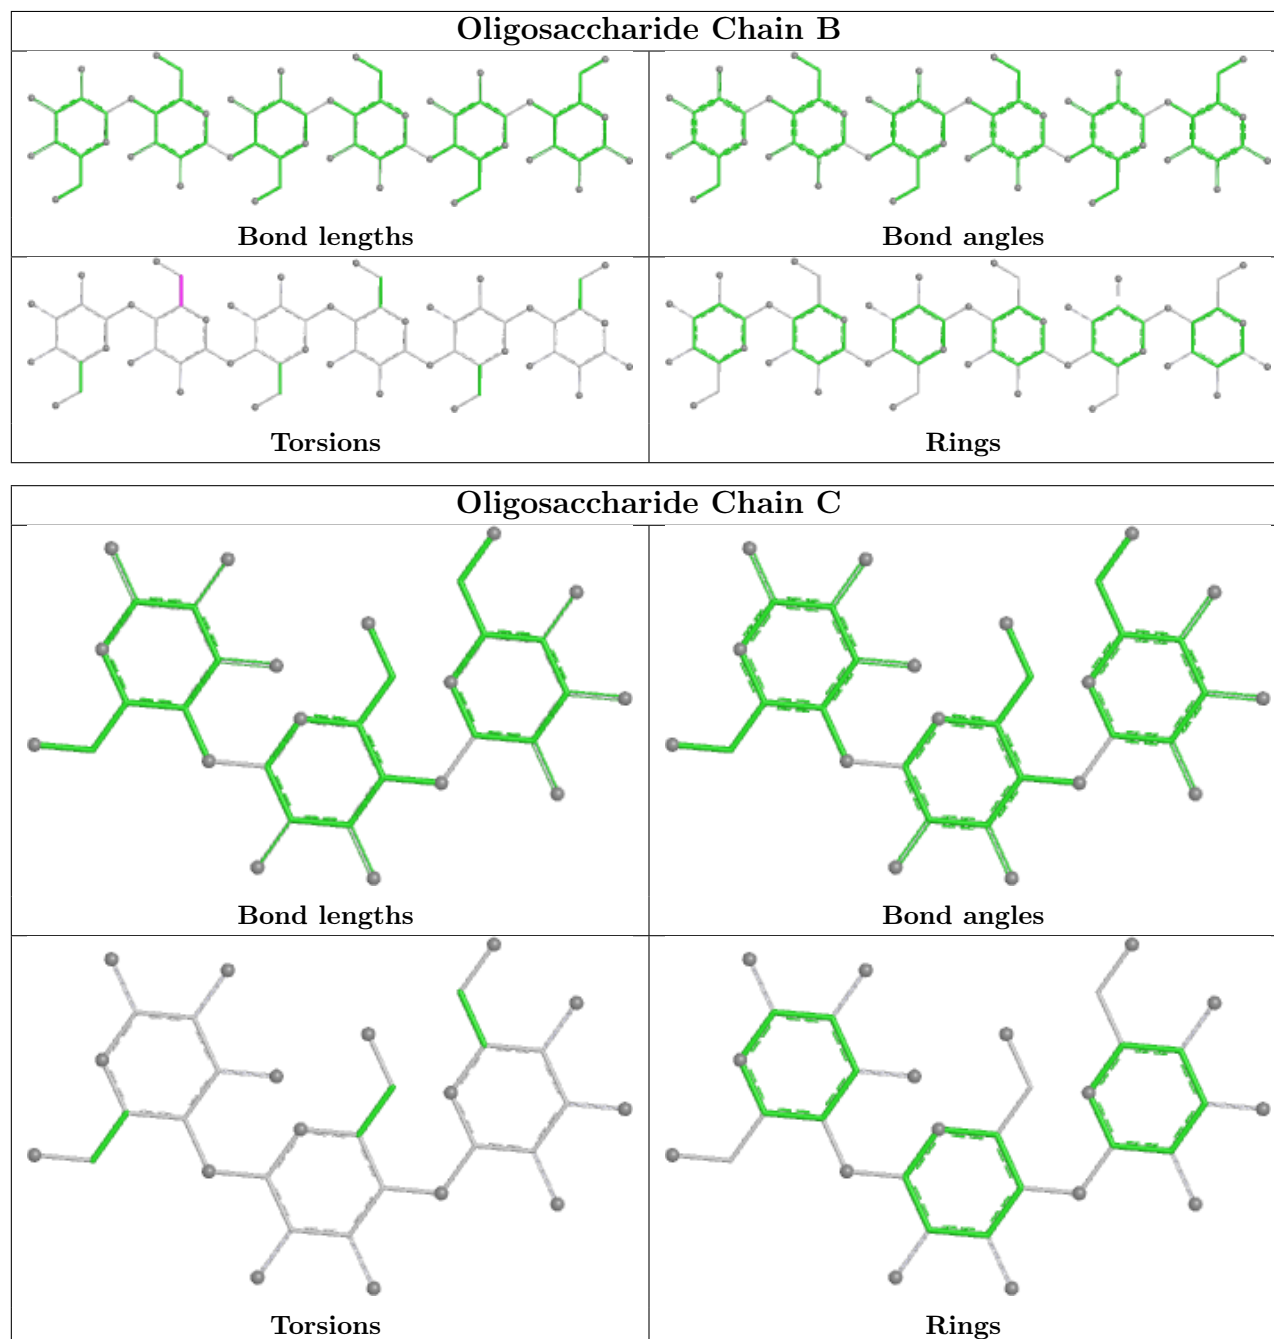 Oligosaccharide Chain B
Bond lengths
Bond angles
Torsions
Rings
Oligosaccharide Chain C
Bond lengths
Bond angles
Torsions
Rings